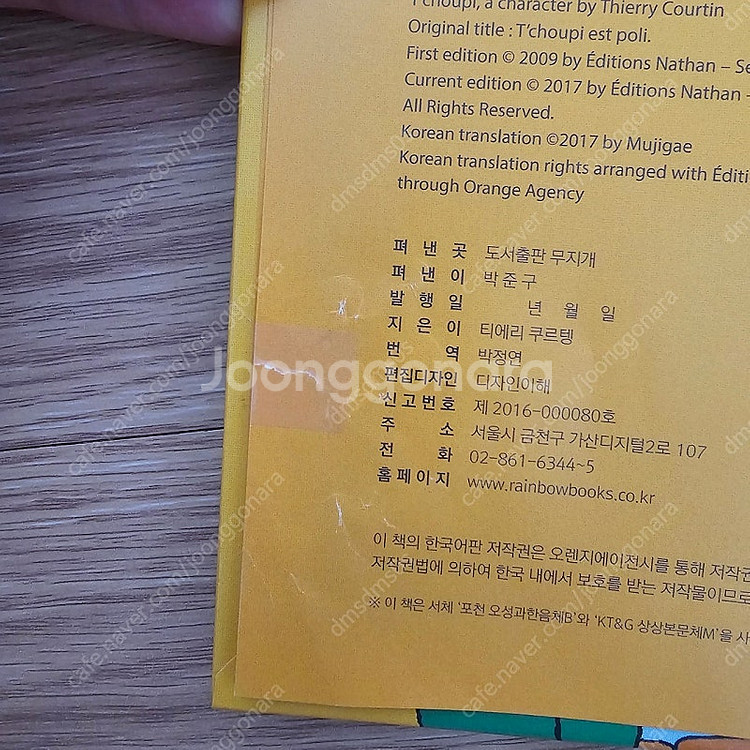 T'choupi, a character by Thierry Courtin
Original title : T'choupi est poli.
First edition © 2009 by Éditions Nathan – Se
Current edition © 2017 by Éditions Nathan –
All Rights Reserved.
Korean translation ©2017 by Mujigae
Korean translation rights arranged with Éditi
through Orange Agency
펴 낸 곳 도서출판 무지개
펴 낸 이 박 준 구
발 행 일 년 월 일
지 은 이 티에리 쿠르텡
번 역 박정연
편집디자인 디자인이해
신고번호 제 2016-000080호
주 소 서울시 금천구 가산디지털2로 107
전 화 02-861-6344~5
홈페이지 www.rainbowbooks.co.kr
이 책의 한국어판 저작권은 오렌지에이전시를 통해 저작권
저작권법에 의하여 한국 내에서 보호를 받는 저작물이므로
※ 이 책은 서체 '포천 오성과한음체B'와 'KT&G 상상본문체M'을 사
Joonggonara
cafe.naver.com/joonggonara